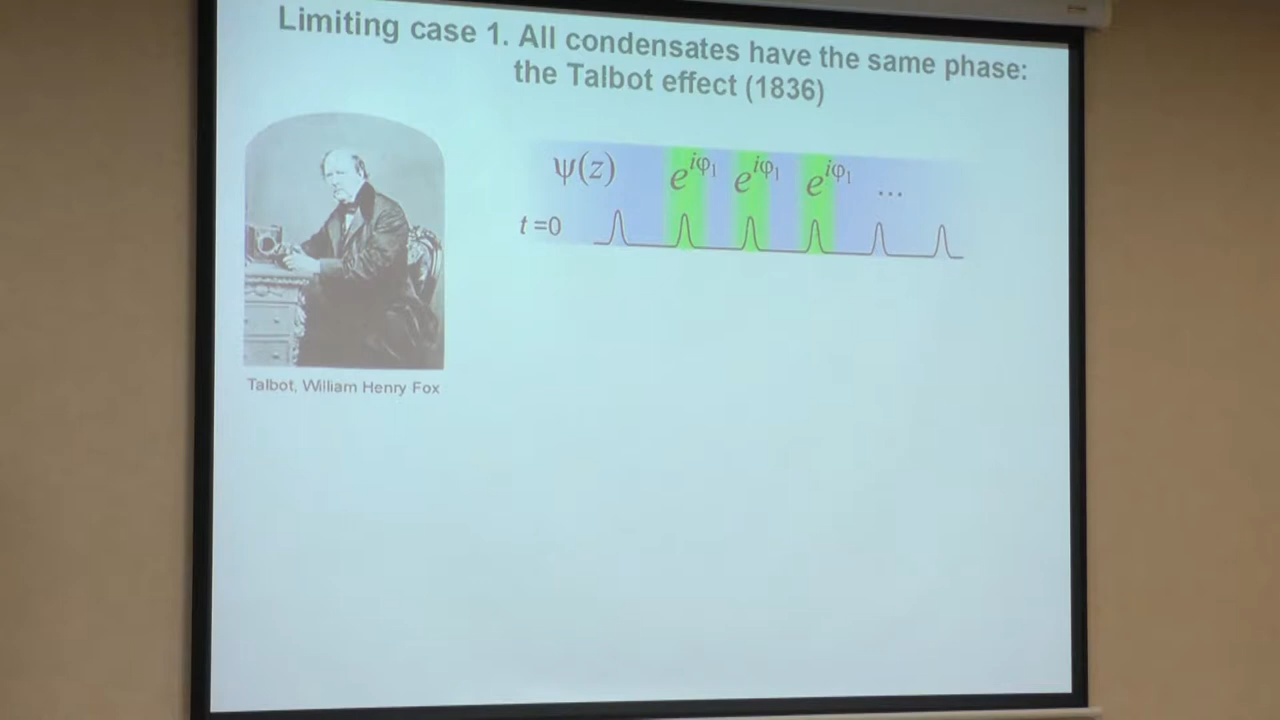 Limiting case 1. All condensates have the same phase:
the Talbot effect (1836)
ψ(z) e^{iφ₁} e^{iφ₁} e^{iφ₁} ...
t=0
Talbot, William Henry Fox